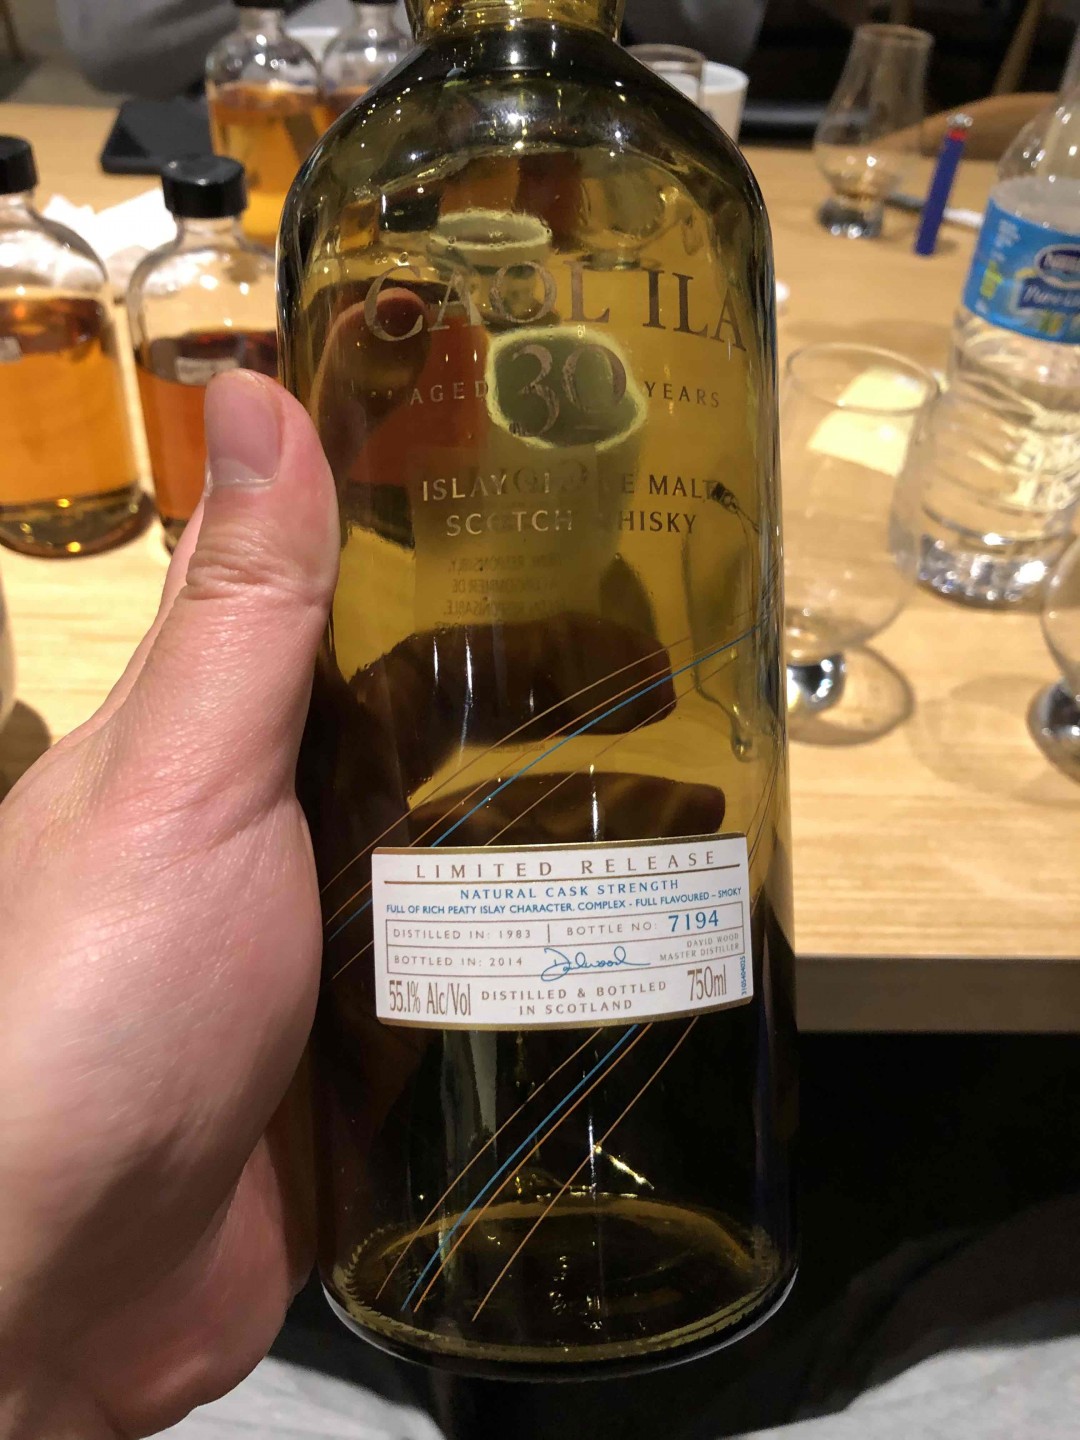 CAOL ILA
AGED 30 YEARS
ISLAY MALT
SCOTCH WHISKY
LIMITED RELEASE
NATURAL CASK STRENGTH
FULL OF RICH PEATY ISLAY CHARACTER. COMPLEX - FULL FLAVOURED - SMOKY
DISTILLED IN: 1983 BOTTLE NO: 7194
BOTTLED IN: 2014 DAVID WOOD
MASTER DISTILLER
55.1% Alc/Vol DISTILLED & BOTTLED 750ml
IN SCOTLAND